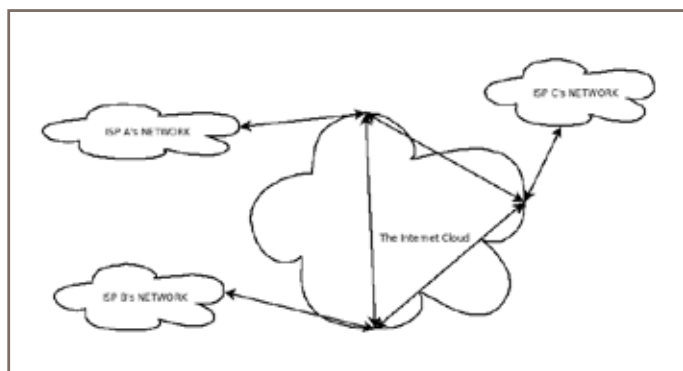 ISP C's NETWORK
ISP A's NETWORK
The Internet Cloud
ISP B's NETWORK